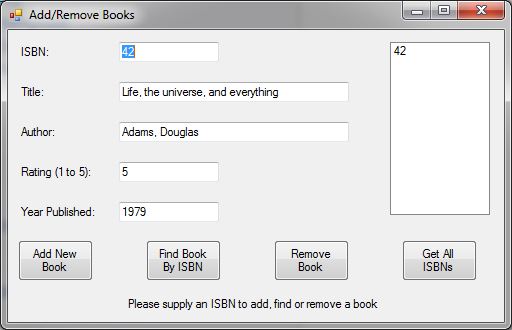 Add/Remove Books
ISBN:
42
42
Title:
Life, the universe, and everything
Author:
Adams, Douglas
Rating (1 to 5):
5
Year Published:
1979
Add New
Book
Find Book
By ISBN
Remove
Book
Get All
ISBNs
Please supply an ISBN to add, find or remove a book